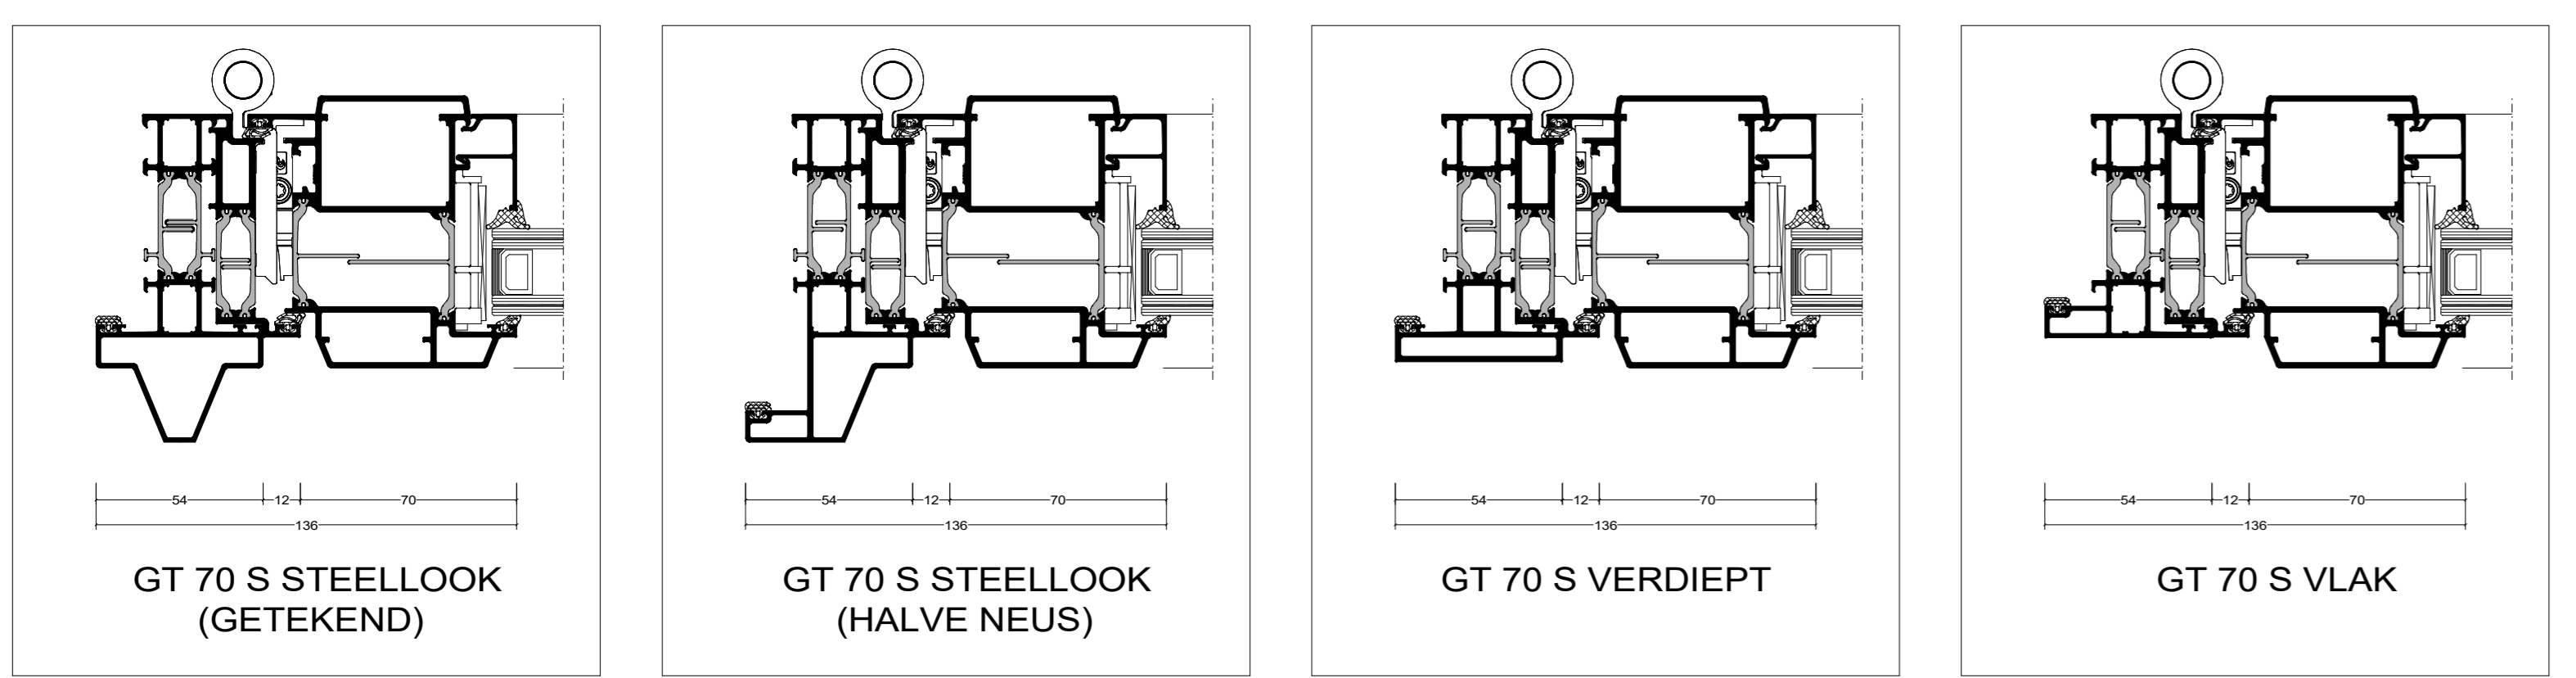 54 12 70
136
GT 70 S STEELLOOK
(GETEKEND)
54 12 70
136
GT 70 S STEELLOOK
(HALVE NEUS)
54 12 70
136
GT 70 S VERDIEPT
54 12 70
136
GT 70 S VLAK